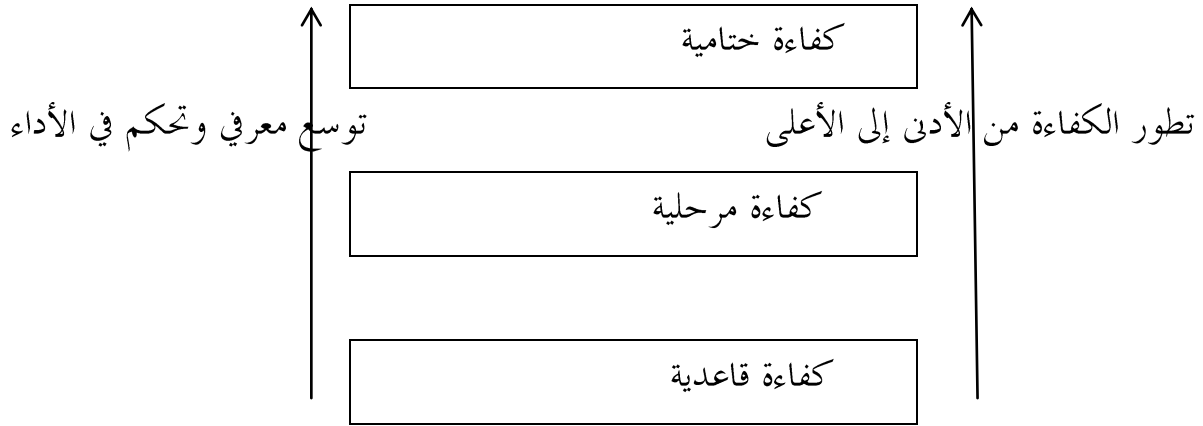 كفاءة ختامية
تطور الكفاءة من الأدنى إلى الأعلى
توسع معرفي وتحكم في الأداء
كفاءة مرحلية
كفاءة قاعدية